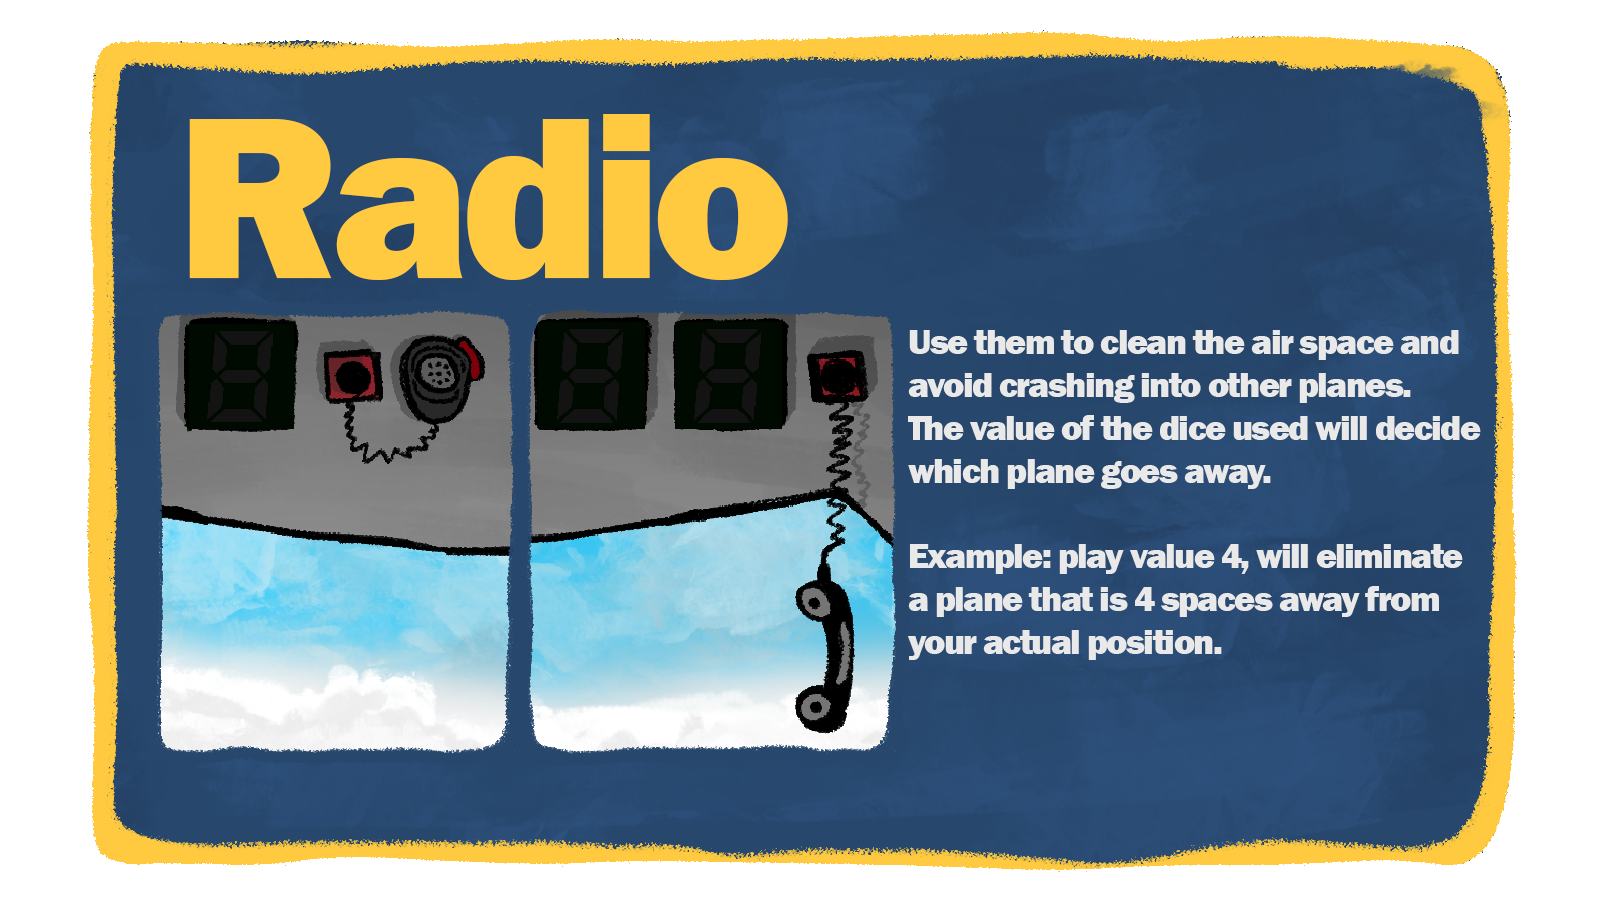 Radio
Use them to clean the air space and
avoid crashing into other planes.
The value of the dice used will decide
which plane goes away.
Example: play value 4, will eliminate
a plane that is 4 spaces away from
your actual position.